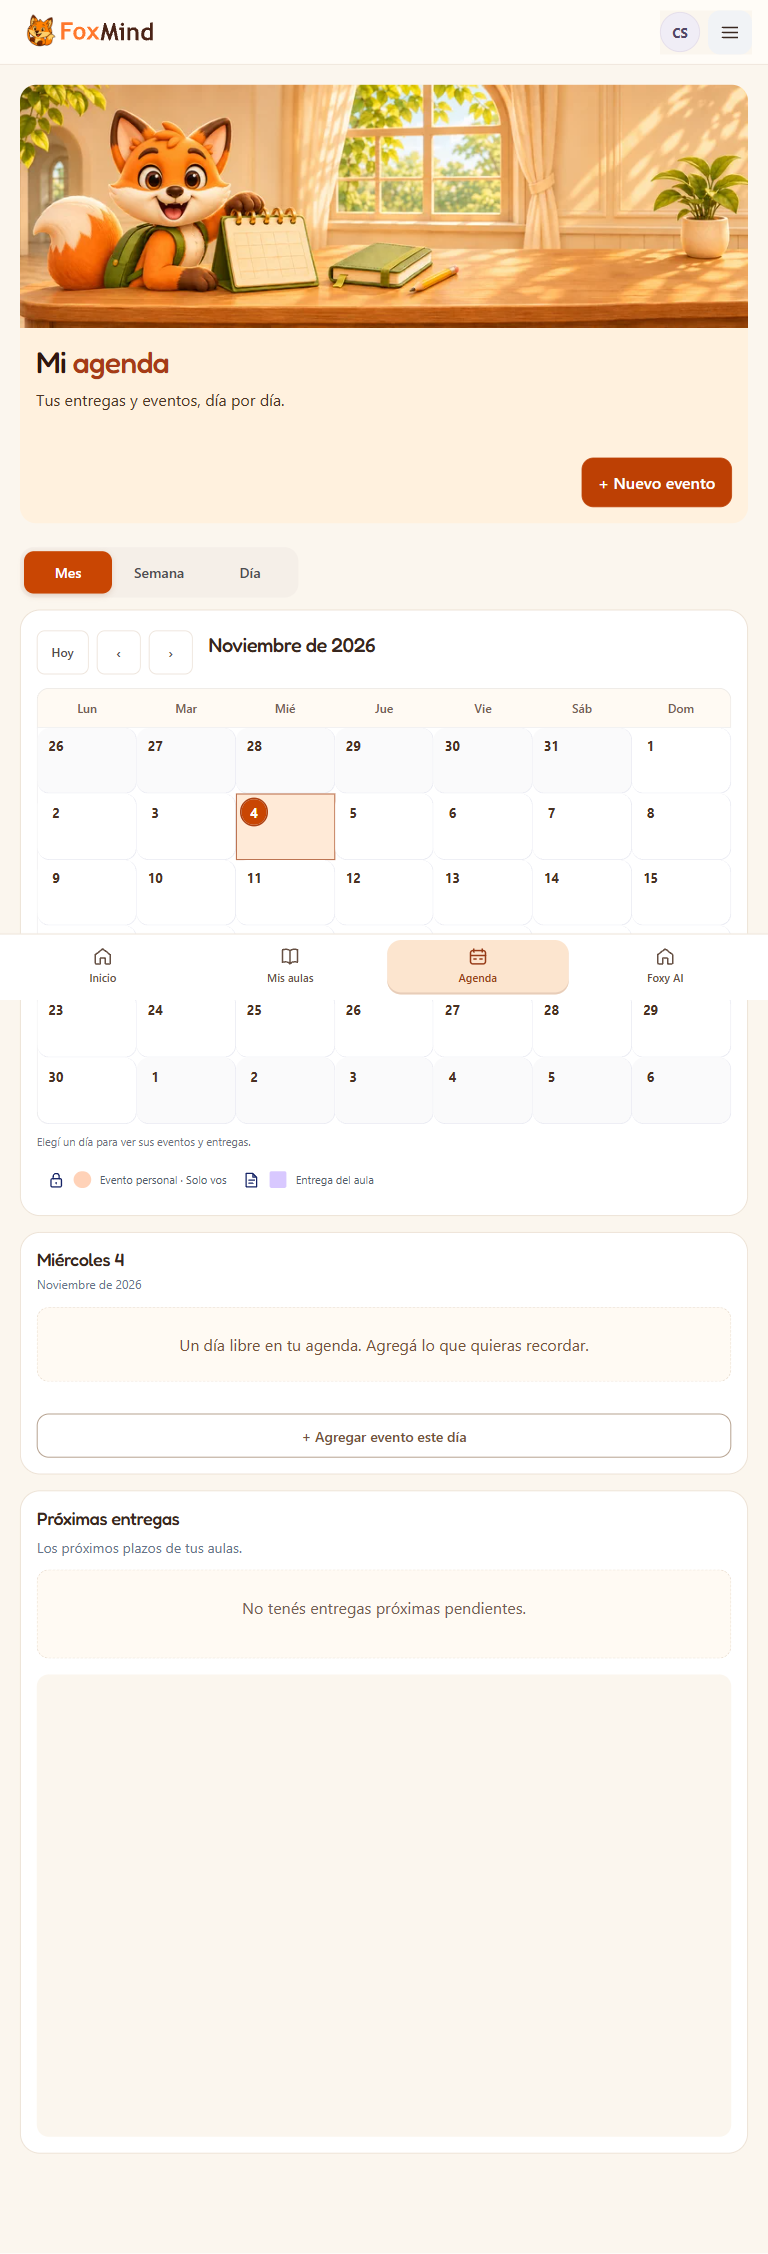 FoxMind
CS
Mi agenda
Tus entregas y eventos, día por día.
+ Nuevo evento
Mes Semana Día
Hoy ‹ › Noviembre de 2026
Lun Mar Mié Jue Vie Sáb Dom
26 27 28 29 30 31 1
2 3 4 5 6 7 8
9 10 11 12 13 14 15
Inicio Mis aulas Agenda Foxy AI
23 24 25 26 27 28 29
30 1 2 3 4 5 6
Elegí un día para ver sus eventos y entregas.
Evento personal · Solo vos Entrega del aula
Miércoles 4
Noviembre de 2026
Un día libre en tu agenda. Agregá lo que quieras recordar.
+ Agregar evento este día
Próximas entregas
Los próximos plazos de tus aulas.
No tenés entregas próximas pendientes.